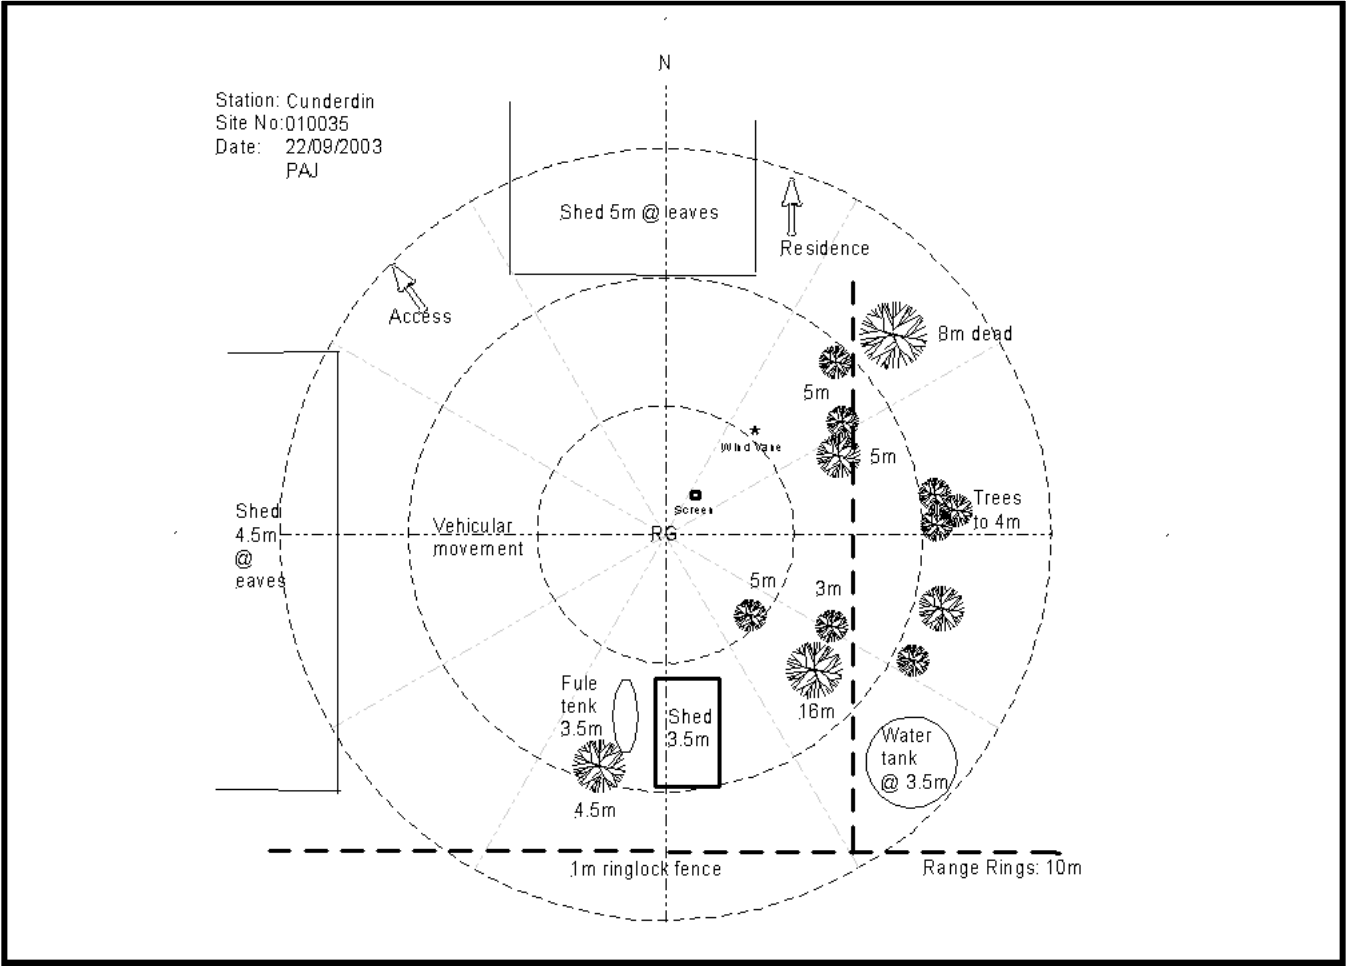 N
Station: Cunderdin
Site No:010035
Date: 22/09/2003
PAJ
Shed 5m @ eaves
Residence
Access
8m dead
5m
Wind Vane
5m
Screen
Trees
to 4m
Shed
4.5m
@
eaves
Vehicular
movement
RG
5m
3m
Fule
tenk
3.5m
Shed
3.5m
16m
Water
tank
@ 3.5m
4.5m
1m ringlock fence
Range Rings: 10m